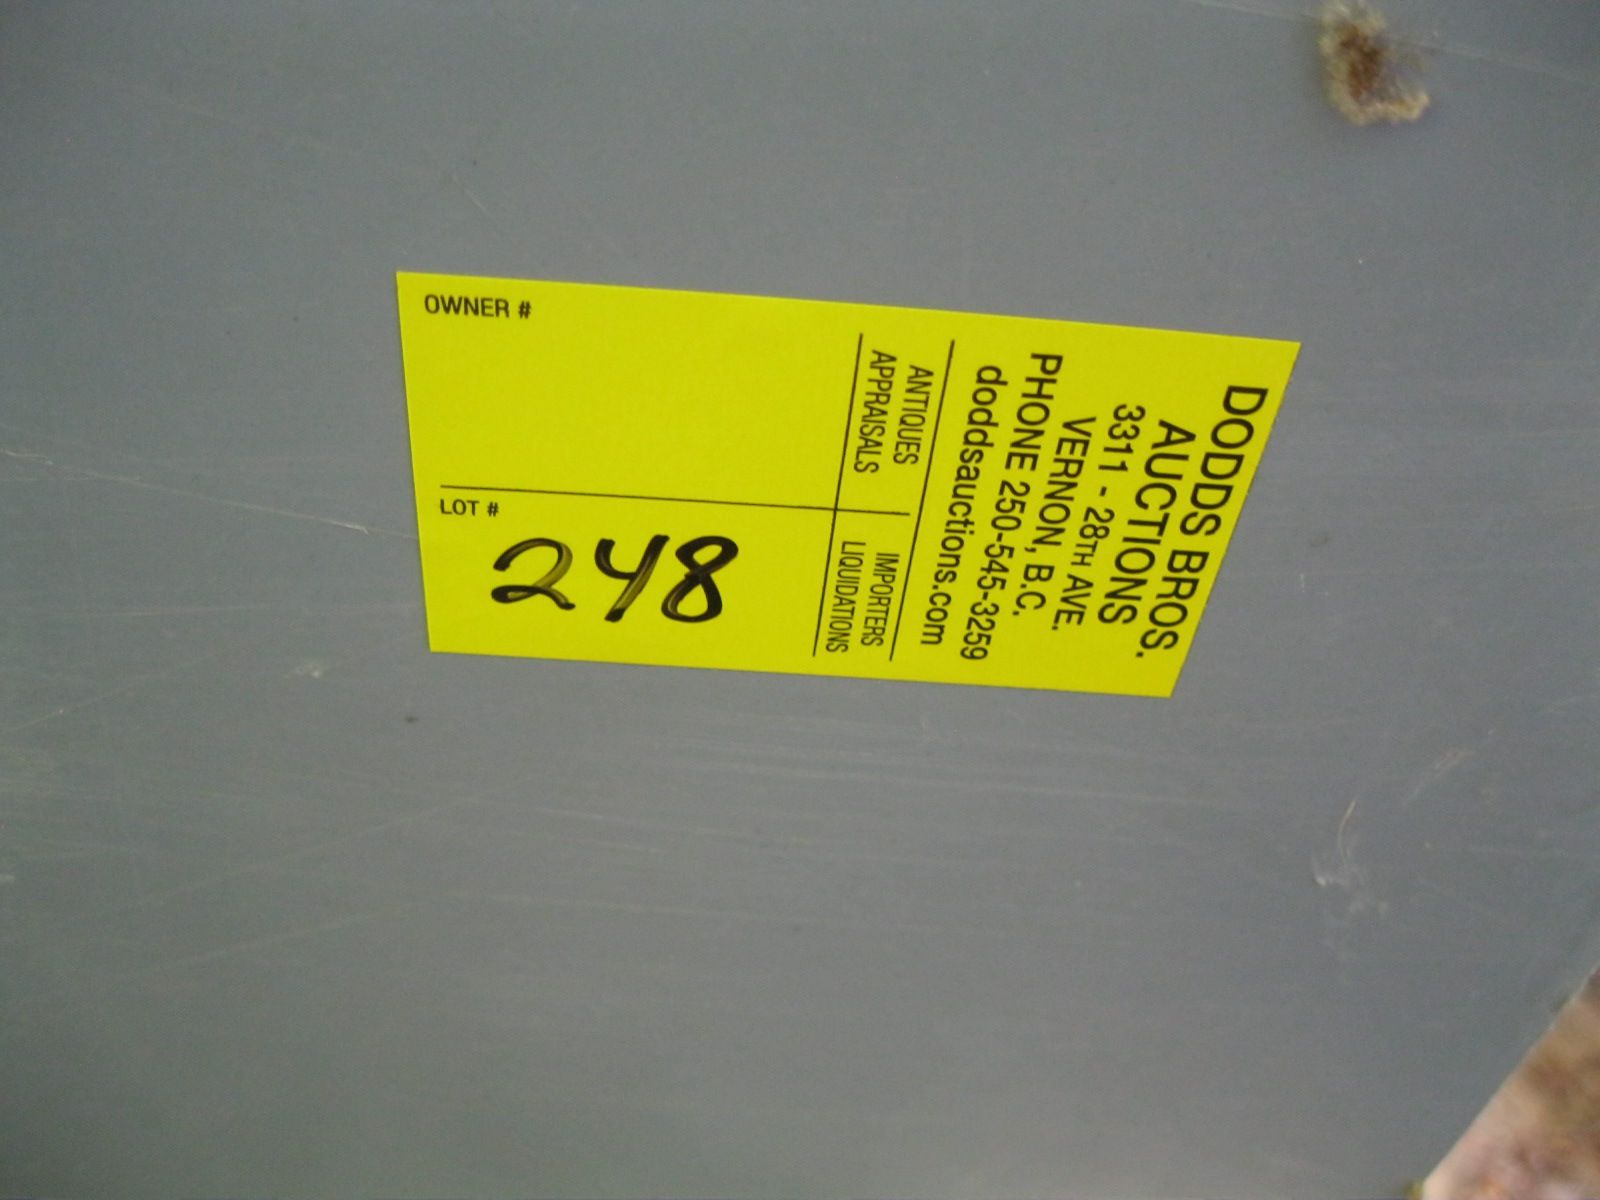 DODDS BROS.
AUCTIONS
3311 - 28TH AVE.
VERNON, B.C.
PHONE 250-545-3259
doddsauctions.com
ANTIQUES
APPRAISALS
IMPORTERS
LIQUIDATIONS
OWNER #
LOT #
248